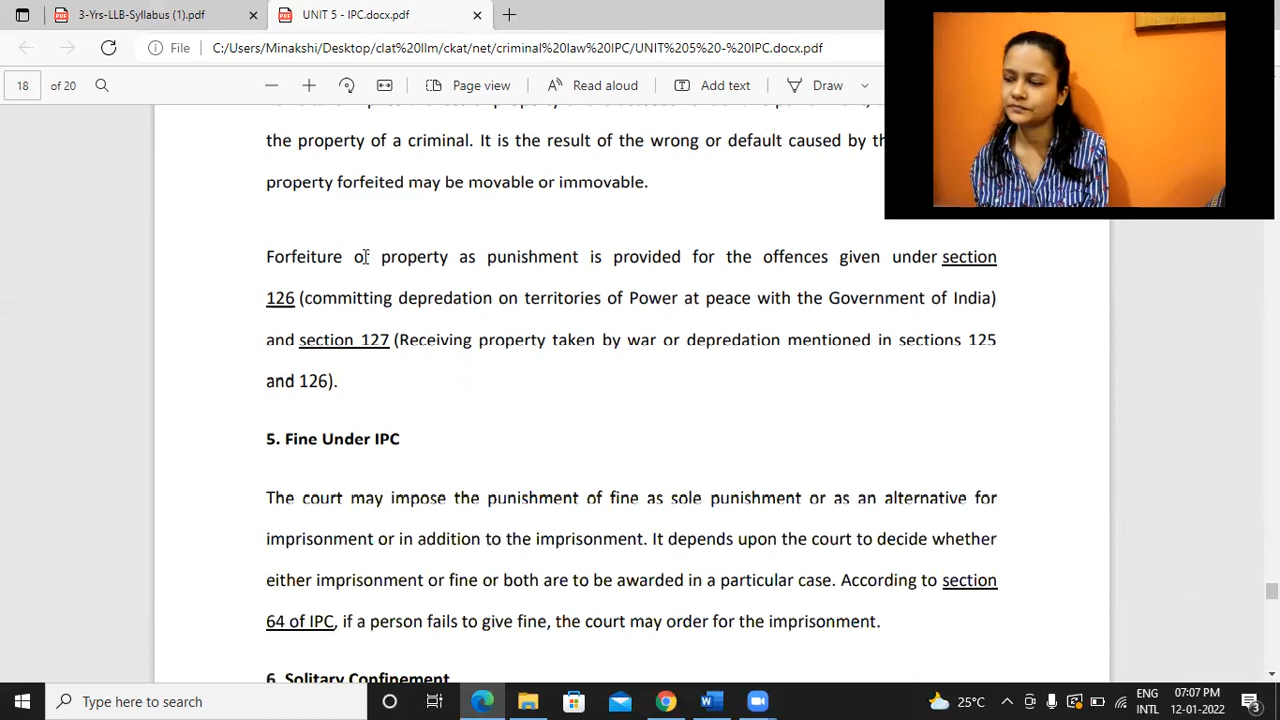 3-Yrs-LLB-Syllabus (1).pdf
UNIT 5 - IPC.docx.pdf
File
C:/Users/Minakshi/Desktop/clat%20llm/ckat/net/criminal%20law%20IPC/UNIT%205%20-%20IPC.docx.pdf
18 of 20
Page view
Read aloud
Add text
Draw
the property of a criminal. It is the result of the wrong or default caused by
property forfeited may be movable or immovable.
Forfeiture of property as punishment is provided for the offences given under section
126 (committing depredation on territories of Power at peace with the Government of India)
and section 127 (Receiving property taken by war or depredation mentioned in sections 125
and 126).
5. Fine Under IPC
The court may impose the punishment of fine as sole punishment or as an alternative for
imprisonment or in addition to the imprisonment. It depends upon the court to decide whether
either imprisonment or fine or both are to be awarded in a particular case. According to section
64 of IPC, if a person fails to give fine, the court may order for the imprisonment.
6. Solitary Confinement
Type here to search
25°C
ENG
INTL
07:07 PM
12-01-2022
3